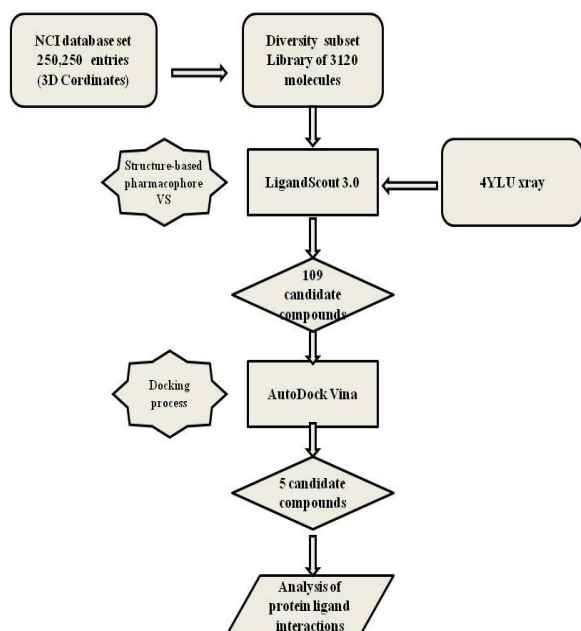 NCI database set
250,250 entries
(3D Cordinates)
Diversity subset
Library of 3120
molecules
Structure-based
pharmacophore
VS
LigandScout 3.0
4YLU xray
109
candidate
compounds
Docking
process
AutoDock Vina
5 candidate
compounds
Analysis of
protein ligand
interactions